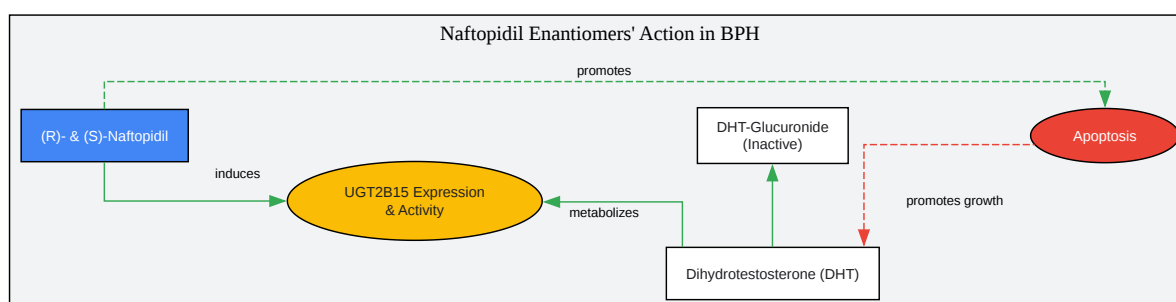 Naftopidil Enantiomers' Action in BPH
promotes
(R)- & (S)-Naftopidil
DHT-Glucuronide
(Inactive)
Apoptosis
induces
UGT2B15 Expression
& Activity
metabolizes
promotes growth
Dihydrotestosterone (DHT)